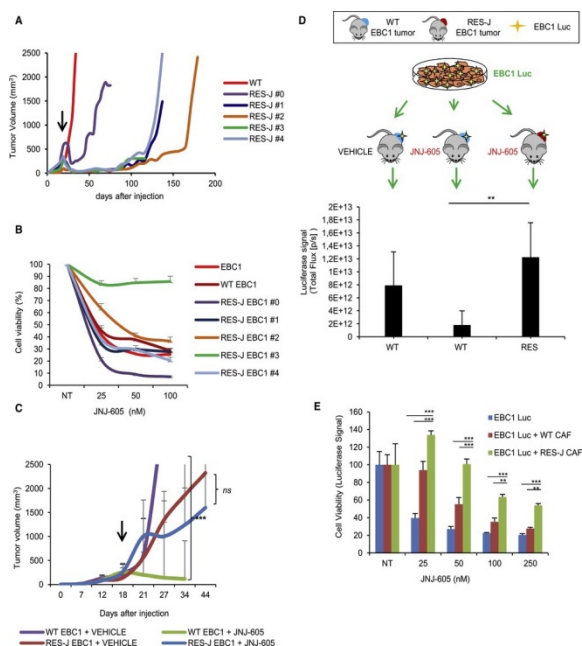 A
Tumor Volume (mm³)
2500
2000
1500
1000
500
0
0 50 100 150 200
days after injection
WT
RES-J #0
RES-J #1
RES-J #2
RES-J #3
RES-J #4
B
Cell viability (%)
100
90
80
70
60
50
40
30
20
10
0
NT 25 50 100
JNJ-605 (nM)
EBC1
WT EBC1
RES-J EBC1 #0
RES-J EBC1 #1
RES-J EBC1 #2
RES-J EBC1 #3
RES-J EBC1 #4
C
Tumor volume (mm³)
2500
2000
1500
1000
500
0
0 7 12 18 21 27 34 44
Days after injection
ns
***
WT EBC1 + VEHICLE
WT EBC1 + JNJ-605
RES-J EBC1 + VEHICLE
RES-J EBC1 + JNJ-605
D
WT
EBC1 tumor
RES-J
EBC1 tumor
EBC1 Luc
EBC1 Luc
VEHICLE
JNJ-605
JNJ-605
Luciferase signal
(Total Flux [p/s])
2E+13
1,8E+13
1,6E+13
1,4E+13
1,2E+13
1E+13
8E+12
6E+12
4E+12
2E+12
**
WT WT RES
E
Cell Viability (Luciferase Signal)
160
140
120
100
80
60
40
20
0
NT 25 50 100 250
JNJ-605 (nM)
EBC1 Luc
EBC1 Luc + WT CAF
EBC1 Luc + RES-J CAF
***
***
***
***
***
**
***
**